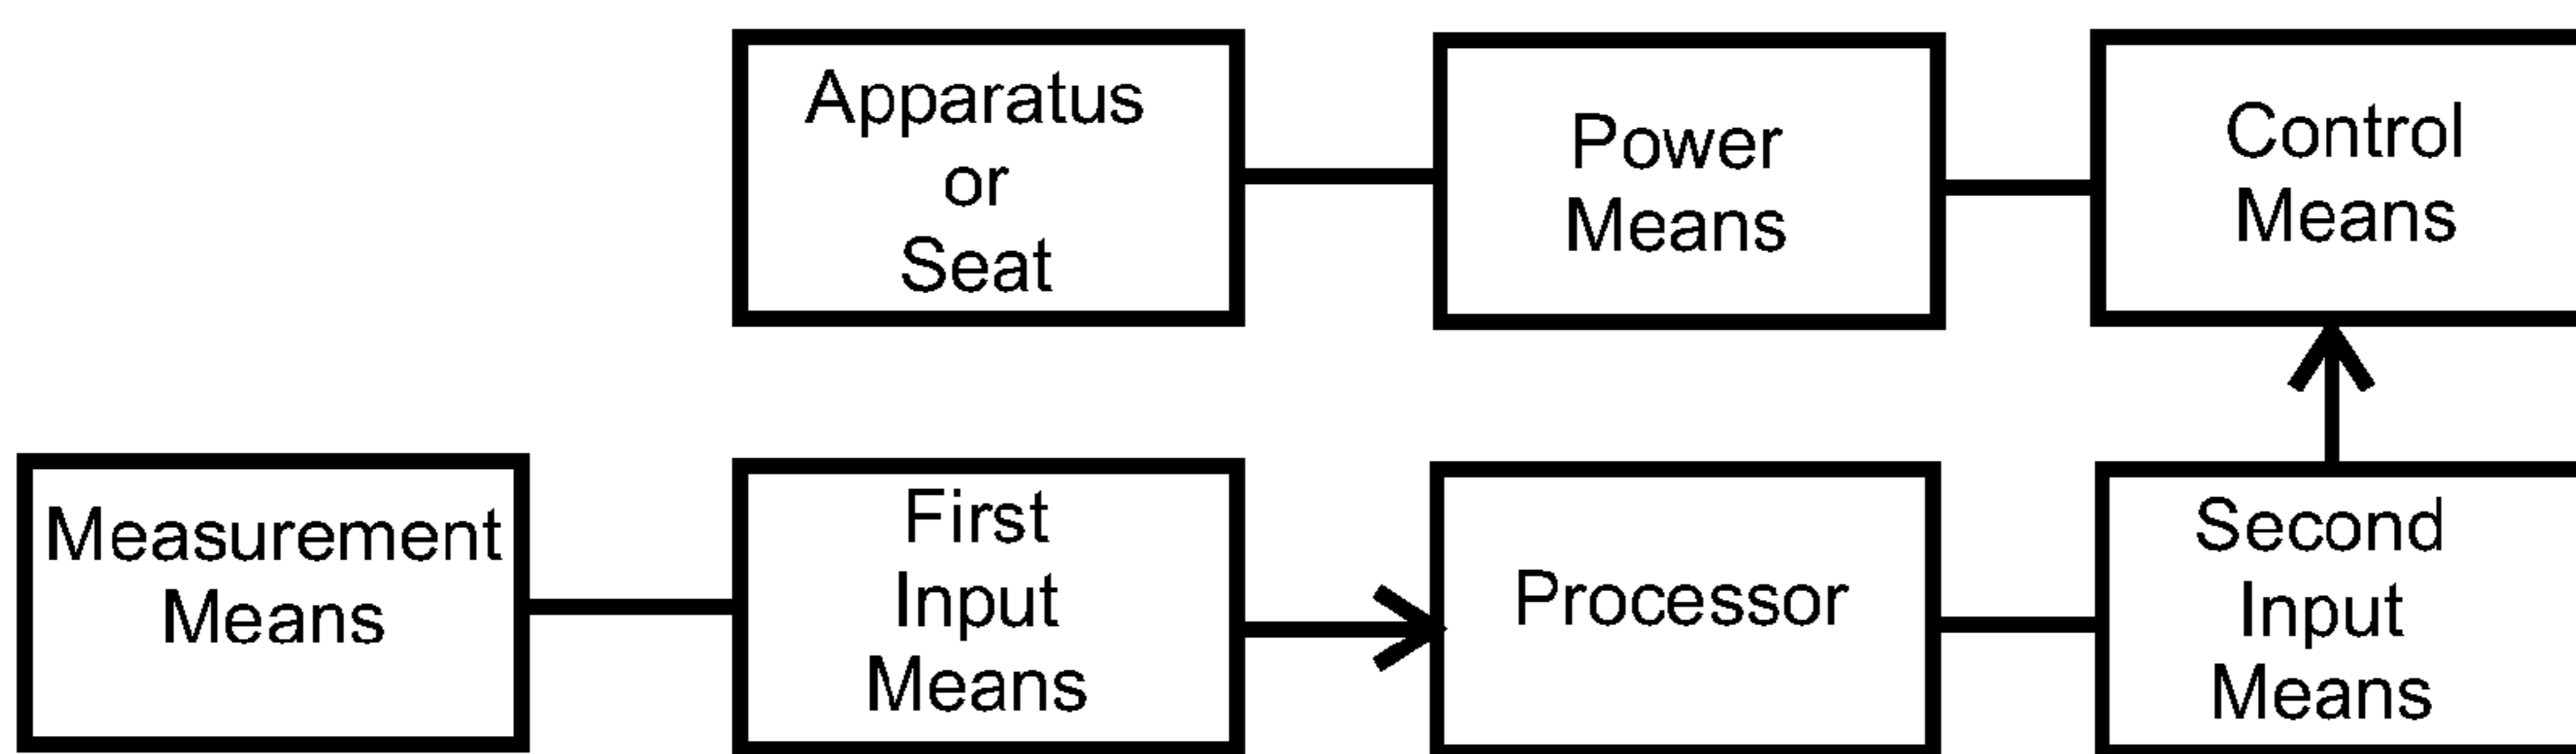 Apparatus
or
Seat
Power
Means
Control
Means
Measurement
Means
First
Input
Means
Processor
Second
Input
Means